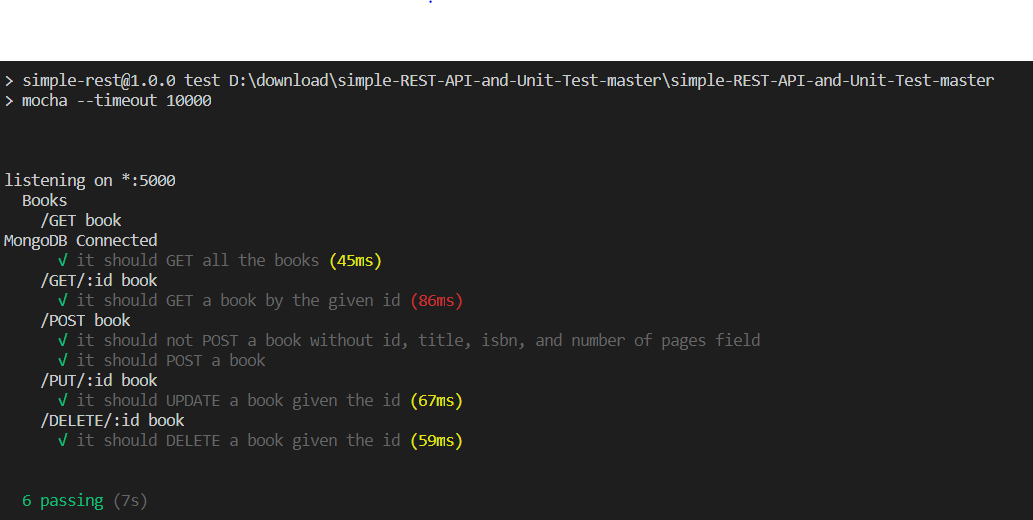 > simple-rest@1.0.0 test D:\download\simple-REST-API-and-Unit-Test-master\simple-REST-API-and-Unit-Test-master
> mocha --timeout 10000
listening on *:5000
Books
/GET book
MongoDB Connected
√ it should GET all the books (45ms)
/GET/:id book
√ it should GET a book by the given id (86ms)
/POST book
√ it should not POST a book without id, title, isbn, and number of pages field
√ it should POST a book
/PUT/:id book
√ it should UPDATE a book given the id (67ms)
/DELETE/:id book
√ it should DELETE a book given the id (59ms)
6 passing (7s)